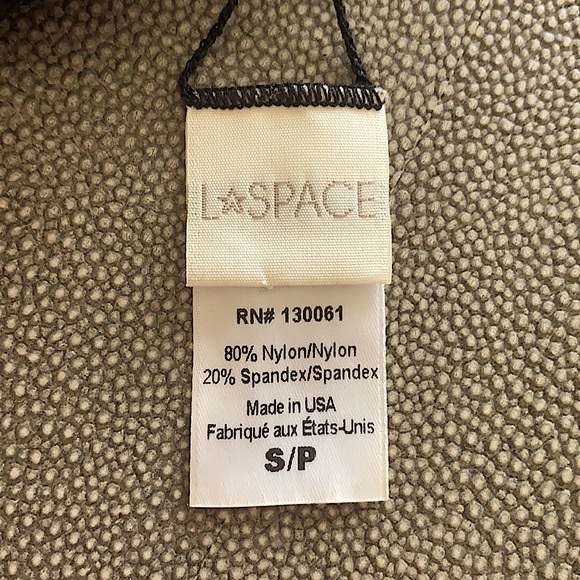 L★SPACE
RN# 130061
80% Nylon/Nylon
20% Spandex/Spandex
Made in USA
Fabriqué aux États-Unis
S/P